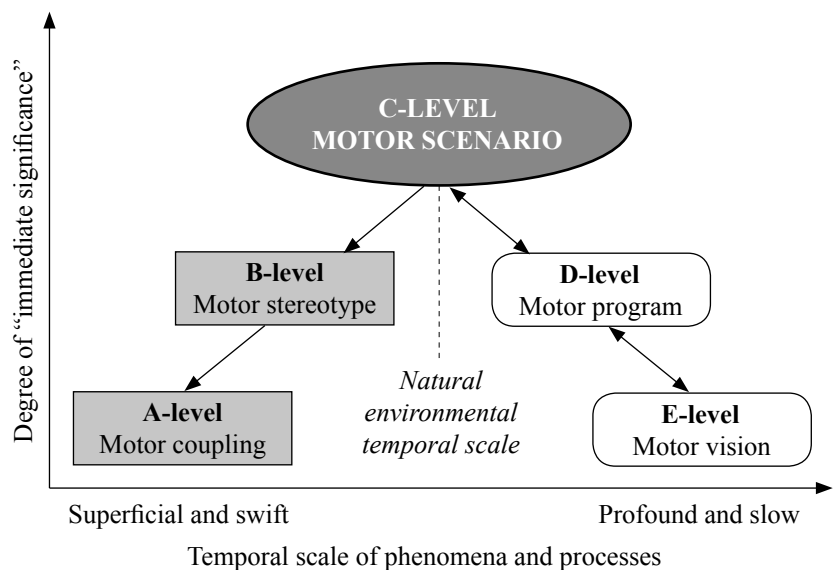 Degree of “immediate significance”
C-LEVEL
MOTOR SCENARIO
B-level
Motor stereotype
D-level
Motor program
Natural
environmental
temporal scale
A-level
Motor coupling
E-level
Motor vision
Superficial and swift
Profound and slow
Temporal scale of phenomena and processes